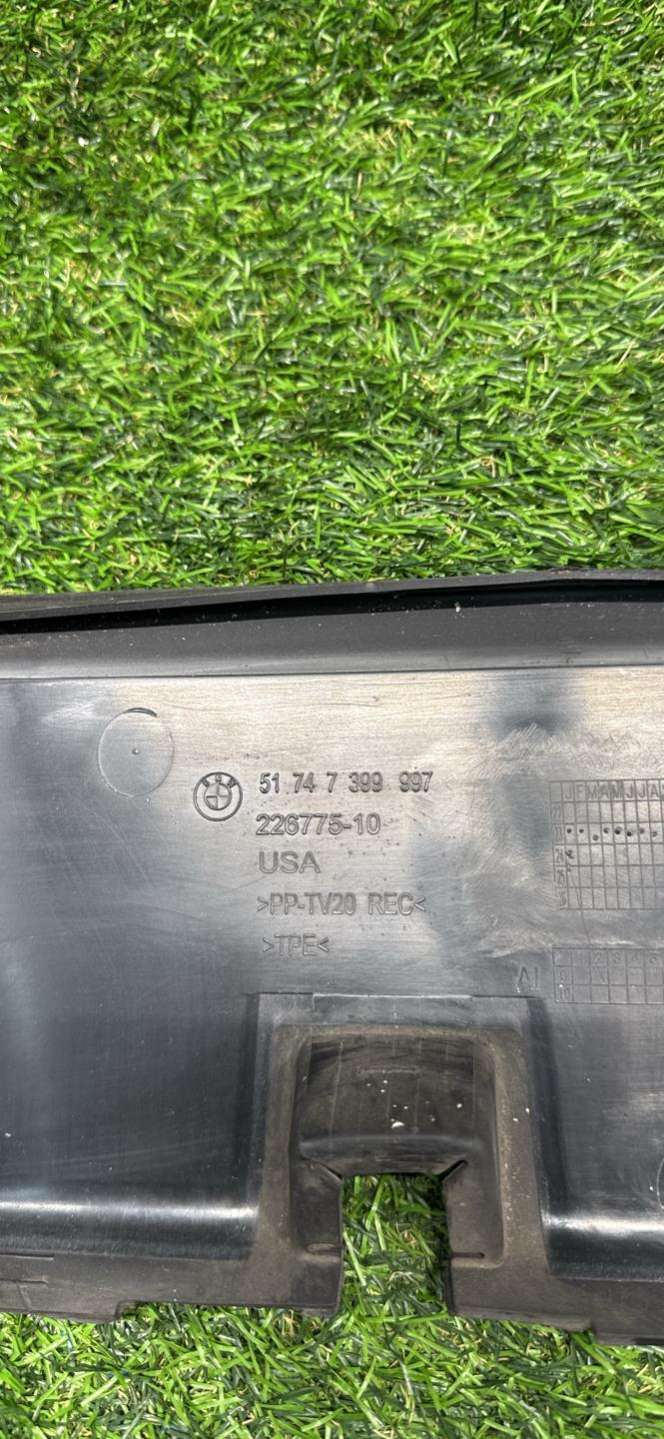 51 74 7 399 997
226775-10
USA
>PP-TV20 REC<
>TPE<
J F M A M J J A